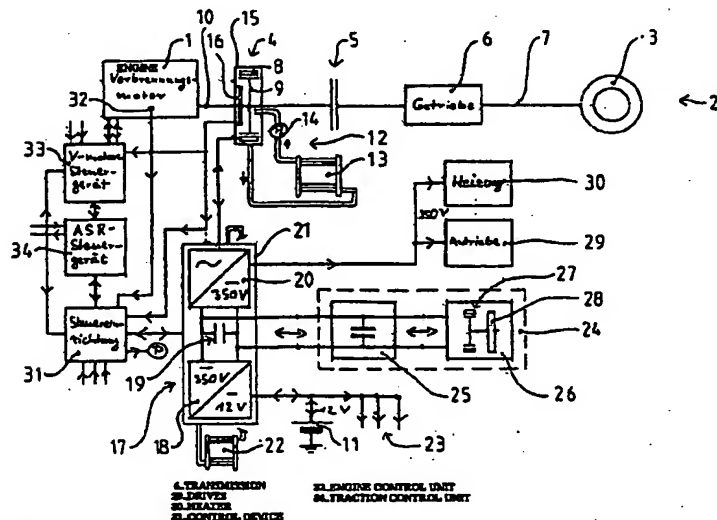 15
4
1
10
16
8
9
5
6
7
3
ENGINE
Verbrennungs-
motor
32
Getriebe
2
14
12
13
33
V-motor
Steuer-
gerät
34
ASR-
Steuer-
gerät
21
20
~
350V
350V
Heizung
30
Antriebe
29
27
28
24
31
19
25
26
17
18
350V
12V
12V
11
23
22
6..TRANSMISSION
29..DRIVES
30..HEATER
31..CONTROL DEVICE
33..ENGINE CONTROL UNIT
34..TRACTION CONTROL UNIT